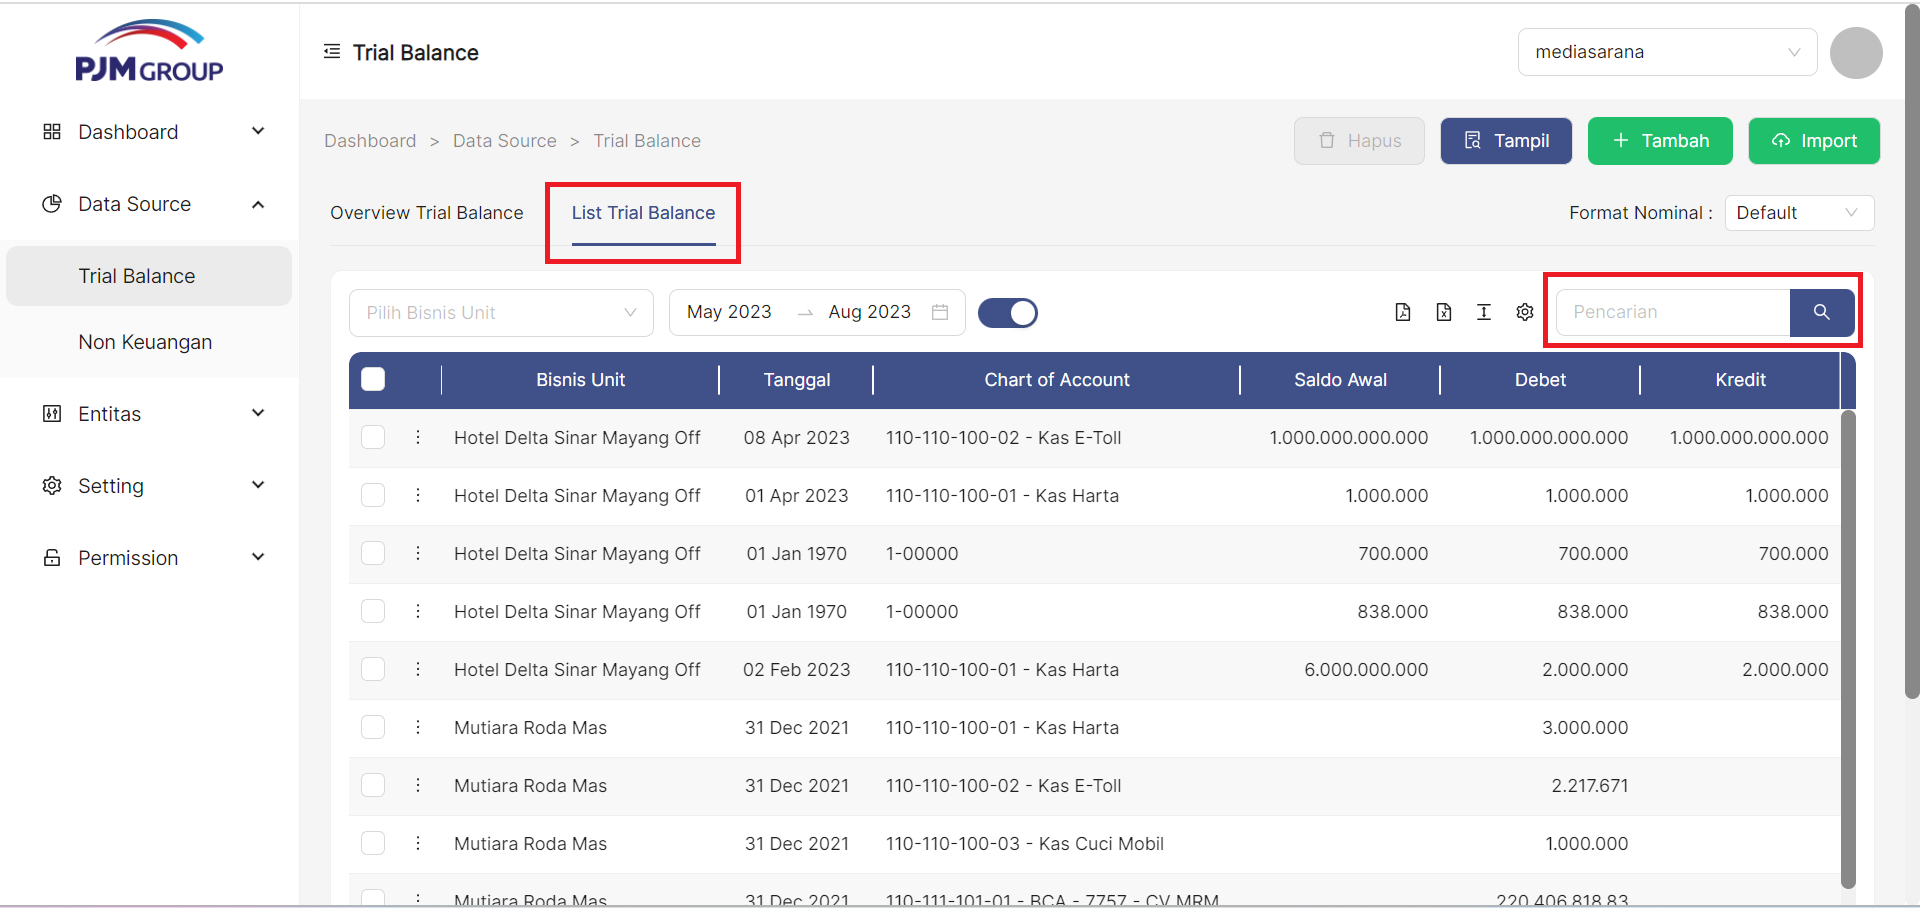 PJM GROUP
Trial Balance
mediasarana
Dashboard
Data Source
Trial Balance
Non Keuangan
Entitas
Setting
Permission
Dashboard > Data Source > Trial Balance
Hapus
Tampil
+ Tambah
Import
Overview Trial Balance
List Trial Balance
Format Nominal : Default
Pilih Bisnis Unit
May 2023 → Aug 2023
Pencarian
Bisnis Unit Tanggal Chart of Account Saldo Awal Debet Kredit
Hotel Delta Sinar Mayang Off 08 Apr 2023 110-110-100-02 - Kas E-Toll 1.000.000.000.000 1.000.000.000.000 1.000.000.000.000
Hotel Delta Sinar Mayang Off 01 Apr 2023 110-110-100-01 - Kas Harta 1.000.000 1.000.000 1.000.000
Hotel Delta Sinar Mayang Off 01 Jan 1970 1-00000 700.000 700.000 700.000
Hotel Delta Sinar Mayang Off 01 Jan 1970 1-00000 838.000 838.000 838.000
Hotel Delta Sinar Mayang Off 02 Feb 2023 110-110-100-01 - Kas Harta 6.000.000.000 2.000.000 2.000.000
Mutiara Roda Mas 31 Dec 2021 110-110-100-01 - Kas Harta 3.000.000
Mutiara Roda Mas 31 Dec 2021 110-110-100-02 - Kas E-Toll 2.217.671
Mutiara Roda Mas 31 Dec 2021 110-110-100-03 - Kas Cuci Mobil 1.000.000
Mutiara Roda Mas 31 Dec 2021 110-111-101-01 - BCA - 7757 - CV MRM 220.406.818,83